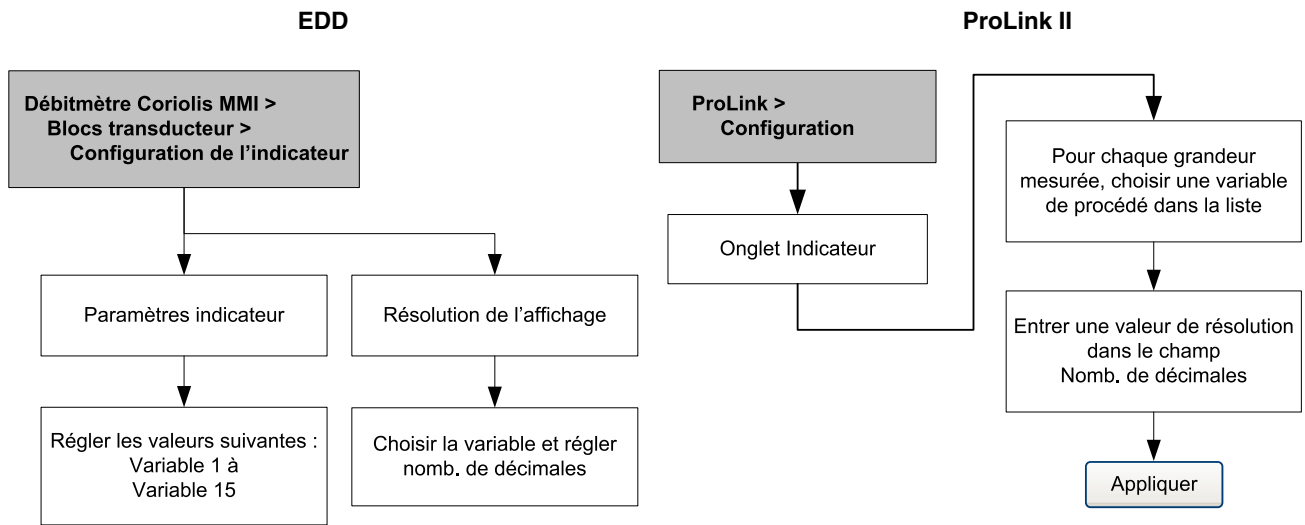 EDD
Débitmètre Coriolis MMI >
Blocs transducteur >
Configuration de l’indicateur
Paramètres indicateur
Résolution de l’affichage
Régler les valeurs suivantes :
Variable 1 à
Variable 15
Choisir la variable et régler
nomb. de décimales
ProLink II
ProLink >
Configuration
Onglet Indicateur
Pour chaque grandeur
mesurée, choisir une variable
de procédé dans la liste
Entrer une valeur de résolution
dans le champ
Nomb. de décimales
Appliquer